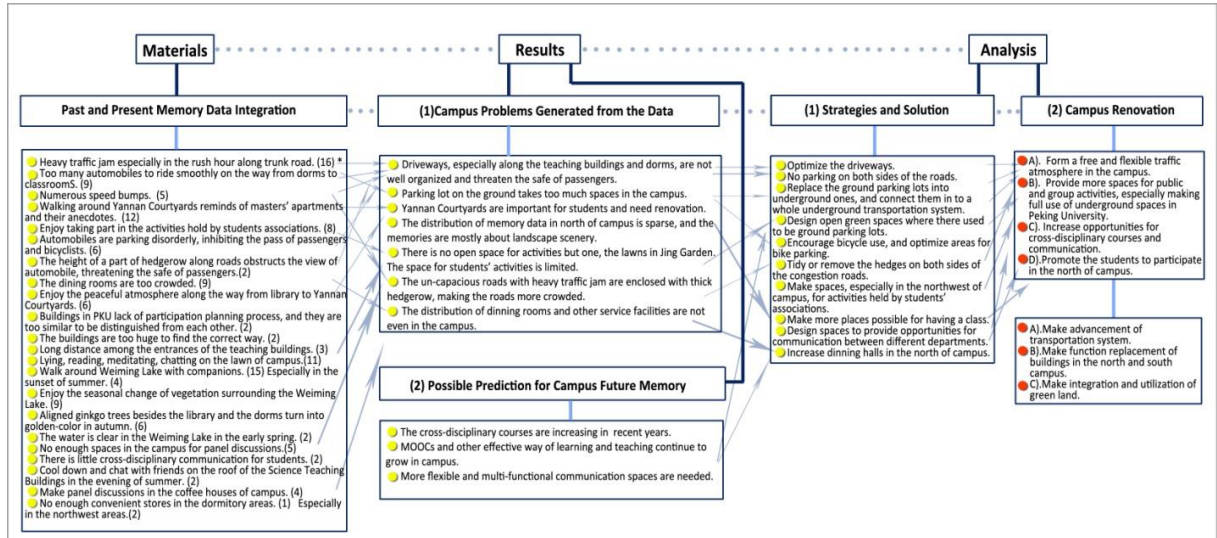 Materials
Results
Analysis
Past and Present Memory Data Integration
(1)Campus Problems Generated from the Data
(1) Strategies and Solution
(2) Campus Renovation
Heavy traffic jam especially in the rush hour along trunk road. (16) *
Too many automobiles to ride smoothly on the way from dorms to
classroomS. (9)
Numerous speed bumps. (5)
Walking around Yannan Courtyards reminds of masters' apartments
and their anecdotes. (12)
Enjoy taking part in the activities held by students associations. (8)
Automobiles are parking disorderly, inhibiting the pass of passengers
and bicyclists. (6)
The height of a part of hedgerow along roads obstructs the view of
automobile, threatening the safe of passengers.(2)
The dining rooms are too crowded. (9)
Enjoy the peaceful atmosphere along the way from library to Yannan
Courtyards. (6)
Buildings in PKU lack of participation planning process, and they are
too similar to be distinguished from each other. (2)
The buildings are too huge to find the correct way. (2)
Long distance among the entrances of the teaching buildings. (3)
Lying, reading, meditating, chatting on the lawn of campus.(11)
Walk around Weiming Lake with companions. (15) Especially in the
sunset of summer. (4)
Enjoy the seasonal change of vegetation surrounding the Weiming
Lake. (9)
Aligned ginkgo trees besides the library and the dorms turn into
golden-color in autumn. (6)
The water is clear in the Weiming Lake in the early spring. (2)
No enough spaces in the campus for panel discussions.(5)
There is little cross-disciplinary communication for students. (2)
Cool down and chat with friends on the roof of the Science Teaching
Buildings in the evening of summer. (2)
Make panel discussions in the coffee houses of campus. (4)
No enough convenient stores in the dormitory areas. (1) Especially
in the northwest areas.(2)
Driveways, especially along the teaching buildings and dorms, are not
well organized and threaten the safe of passengers.
Parking lot on the ground takes too much spaces in the campus.
Yannan Courtyards are important for students and need renovation.
The distribution of memory data in north of campus is sparse, and the
memories are mostly about landscape scenery.
There is no open space for activities but one, the lawns in Jing Garden.
The space for students' activities is limited.
The un-capacious roads with heavy traffic jam are enclosed with thick
hedgerow, making the roads more crowded.
The distribution of dinning rooms and other service facilities are not
even in the campus.
(2) Possible Prediction for Campus Future Memory
The cross-disciplinary courses are increasing in recent years.
MOOCs and other effective way of learning and teaching continue to
grow in campus.
More flexible and multi-functional communication spaces are needed.
Optimize the driveways.
No parking on both sides of the roads.
Replace the ground parking lots into
underground ones, and connect them in to
a whole underground transportation system.
Design open green spaces where there used
to be ground parking lots.
Encourage bicycle use, and optimize areas for
bike parking.
Tidy or remove the hedges on both sides of
the congestion roads.
Make spaces, especially in the northwest of
campus, for activities held by students'
associations.
Make more places possible for having a class.
Design spaces to provide opportunities for
communication between different departments.
Increase dinning halls in the north of campus.
A). Form a free and flexible traffic
atmosphere in the campus.
B). Provide more spaces for public
and group activities, especially making
full use of underground spaces in
Peking University.
C). Increase opportunities for
cross-disciplinary courses and
communication.
D).Promote the students to participate
in the north of campus.
A).Make advancement of
transportation system.
B).Make function replacement of
buildings in the north and south
campus.
C).Make integration and utilization of
green land.